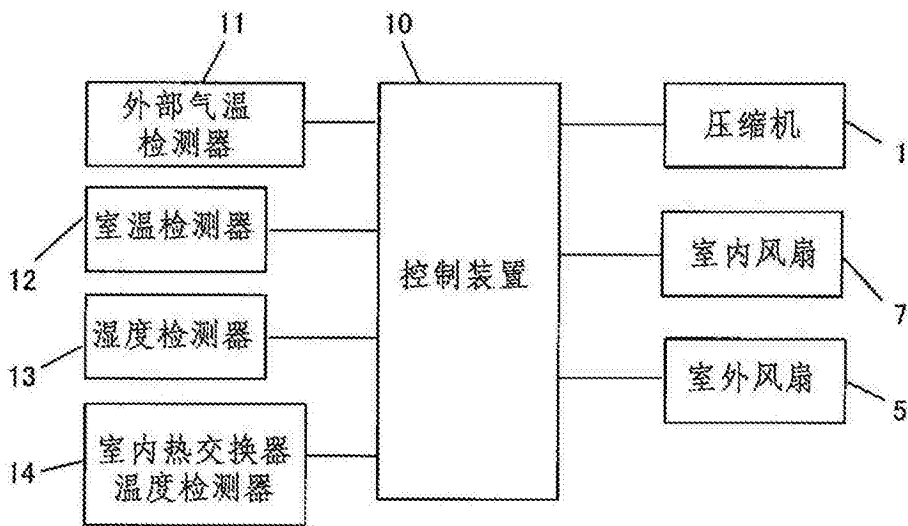 11
10
外部气温
检测器
压缩机
1
室温检测器
12
控制装置
室内风扇
7
湿度检测器
13
室外风扇
5
室内热交换器
温度检测器
14